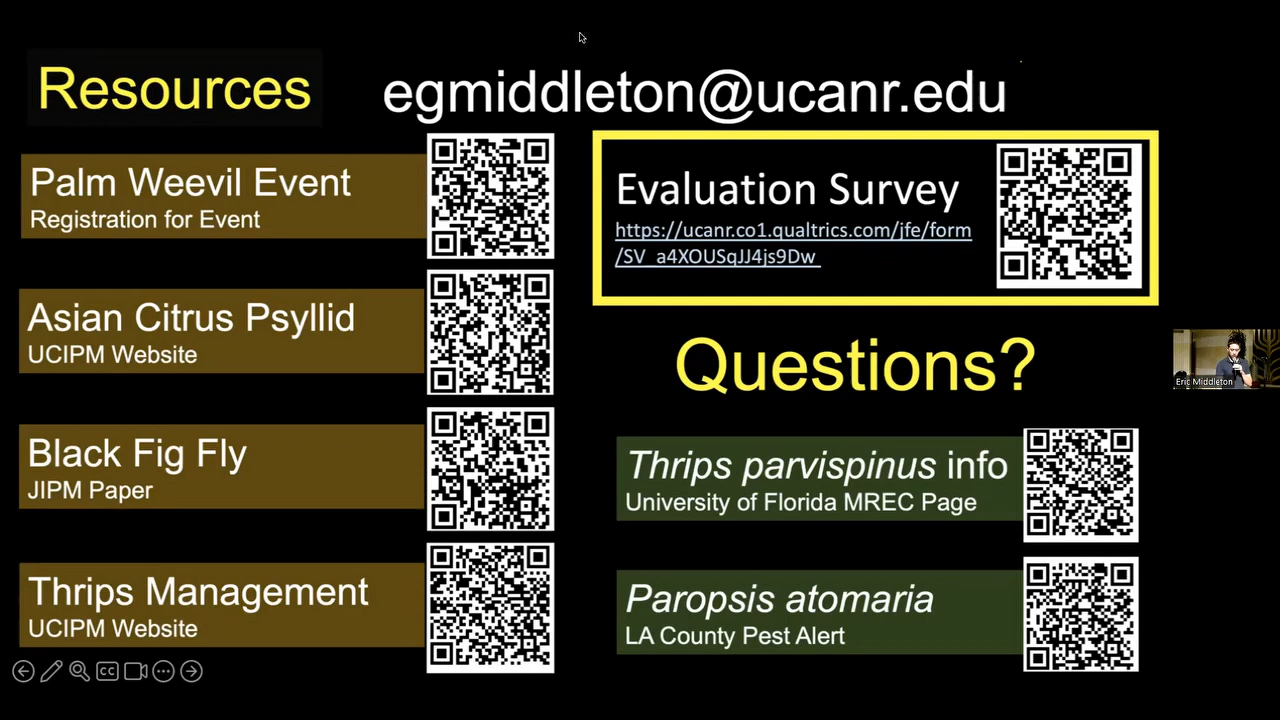 Resources
egmiddleton@ucanr.edu
Palm Weevil Event
Registration for Event
Asian Citrus Psyllid
UCIPM Website
Black Fig Fly
JIPM Paper
Thrips Management
UCIPM Website
Evaluation Survey
https://ucanr.co1.qualtrics.com/jfe/form
/SV_a4XOUSqJJ4js9Dw
Questions?
Thrips parvispinus info
University of Florida MREC Page
Paropsis atomaria
LA County Pest Alert
Eric Middleton
CC